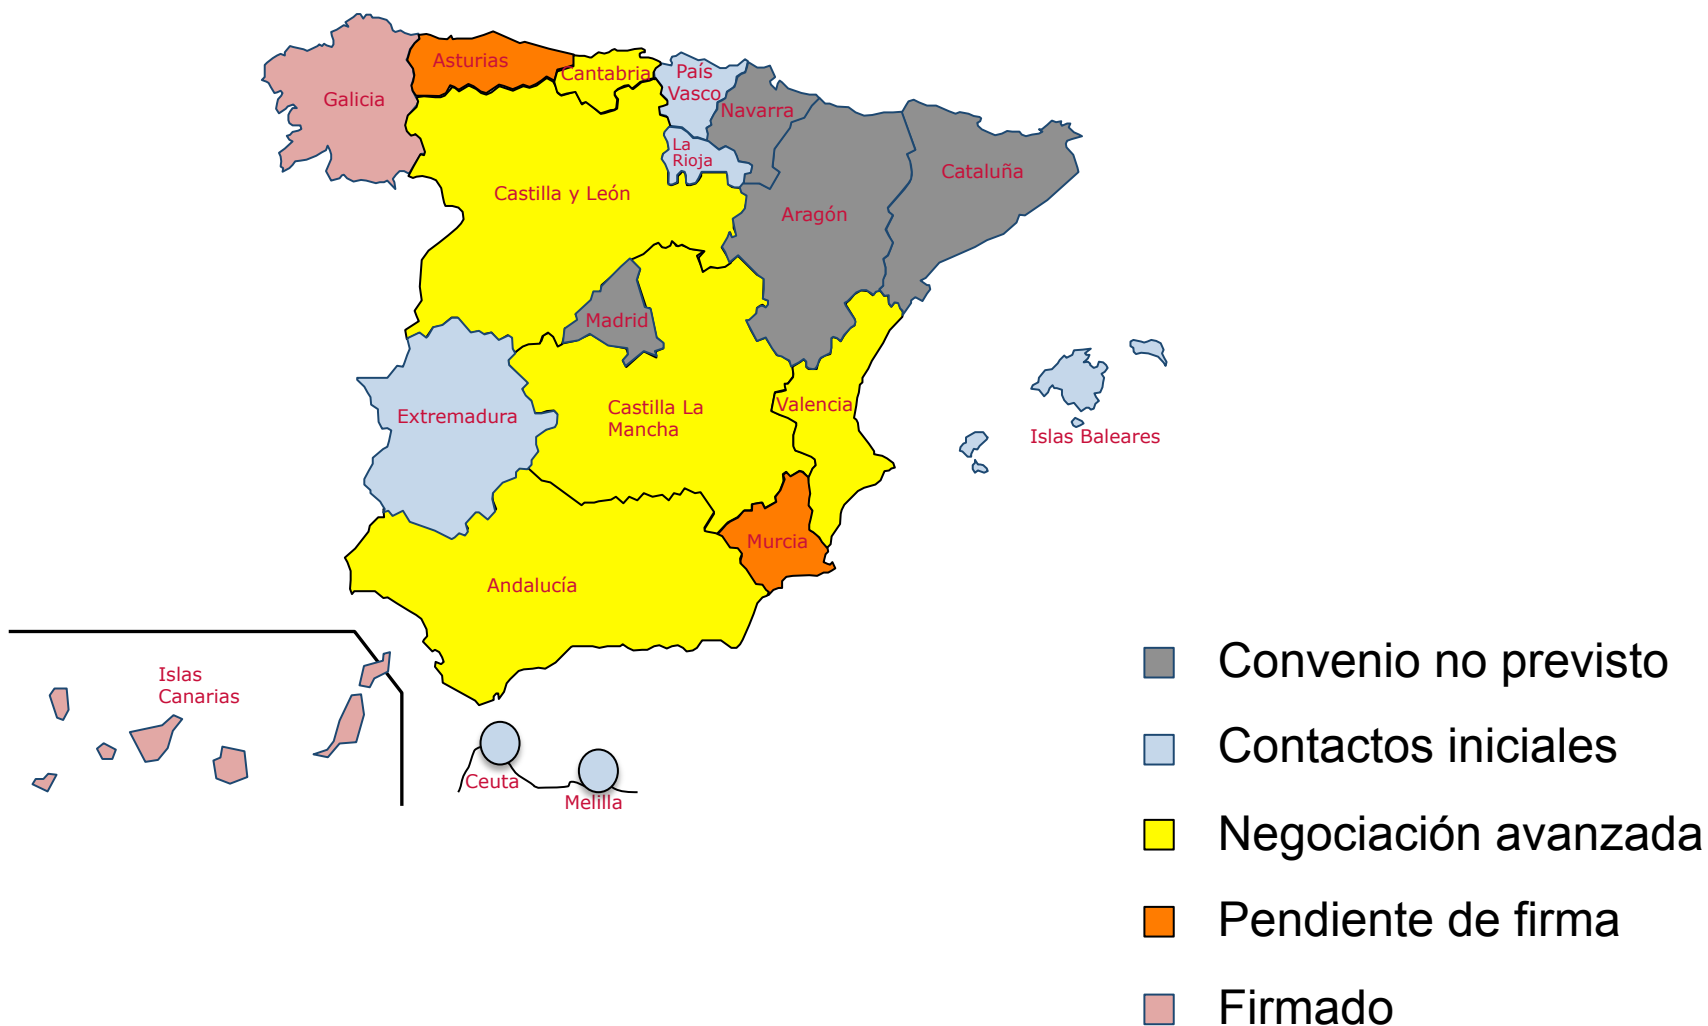 Asturias
Cantabria
País
Vasco
Galicia
Navarra
La
Rioja
Cataluña
Castilla y León
Aragón
Madrid
Extremadura
Castilla La
Mancha
Valencia
Islas Baleares
Murcia
Andalucía
Islas
Canarias
Ceuta
Melilla
Convenio no previsto
Contactos iniciales
Negociación avanzada
Pendiente de firma
Firmado